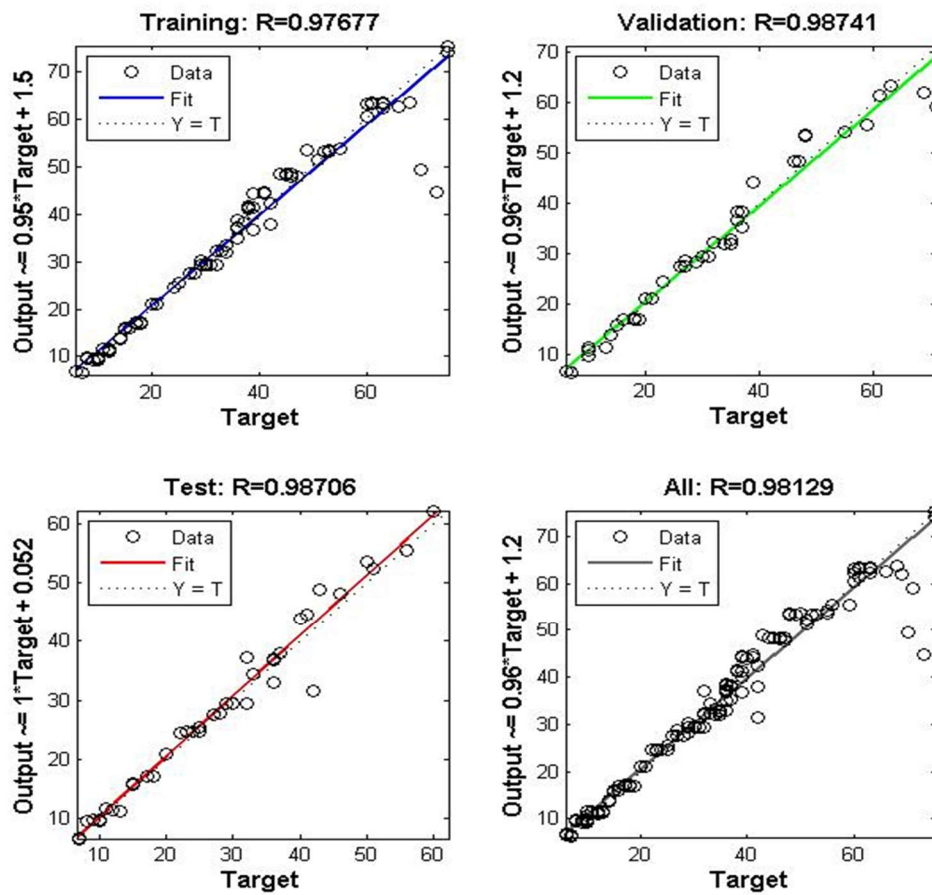 Training: R=0.97677
Output ~= 0.95*Target + 1.5
Data
Fit
Y = T
70
60
50
40
30
20
10
20
40
60
Target
Validation: R=0.98741
Output ~= 0.96*Target + 1.2
Data
Fit
Y = T
70
60
50
40
30
20
10
20
40
60
Target
Test: R=0.98706
Output ~= 1*Target + 0.052
Data
Fit
Y = T
60
50
40
30
20
10
10
20
30
40
50
60
Target
All: R=0.98129
Output ~= 0.96*Target + 1.2
Data
Fit
Y = T
70
60
50
40
30
20
10
20
40
60
Target